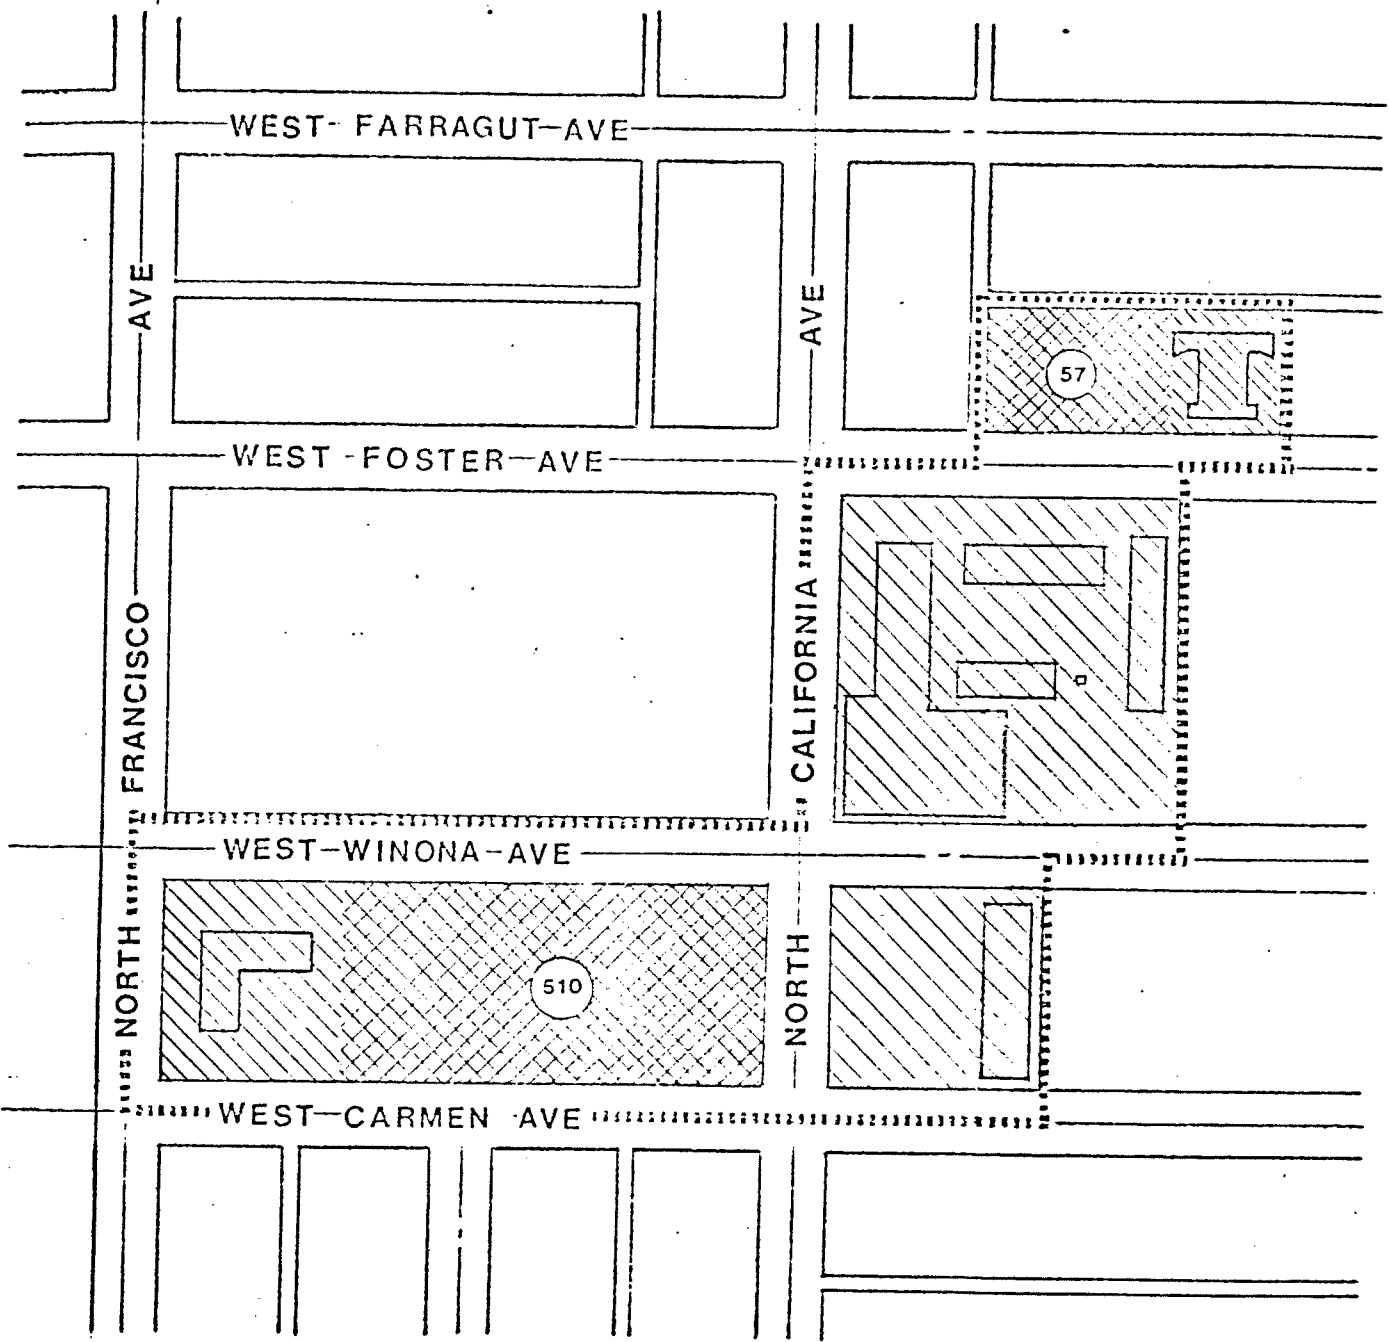 WEST FARRAGUT AVE
AVE
AVE
57
WEST FOSTER AVE
NORTH FRANCISCO
NORTH CALIFORNIA
WEST WINONA AVE
510
WEST CARMEN AVE